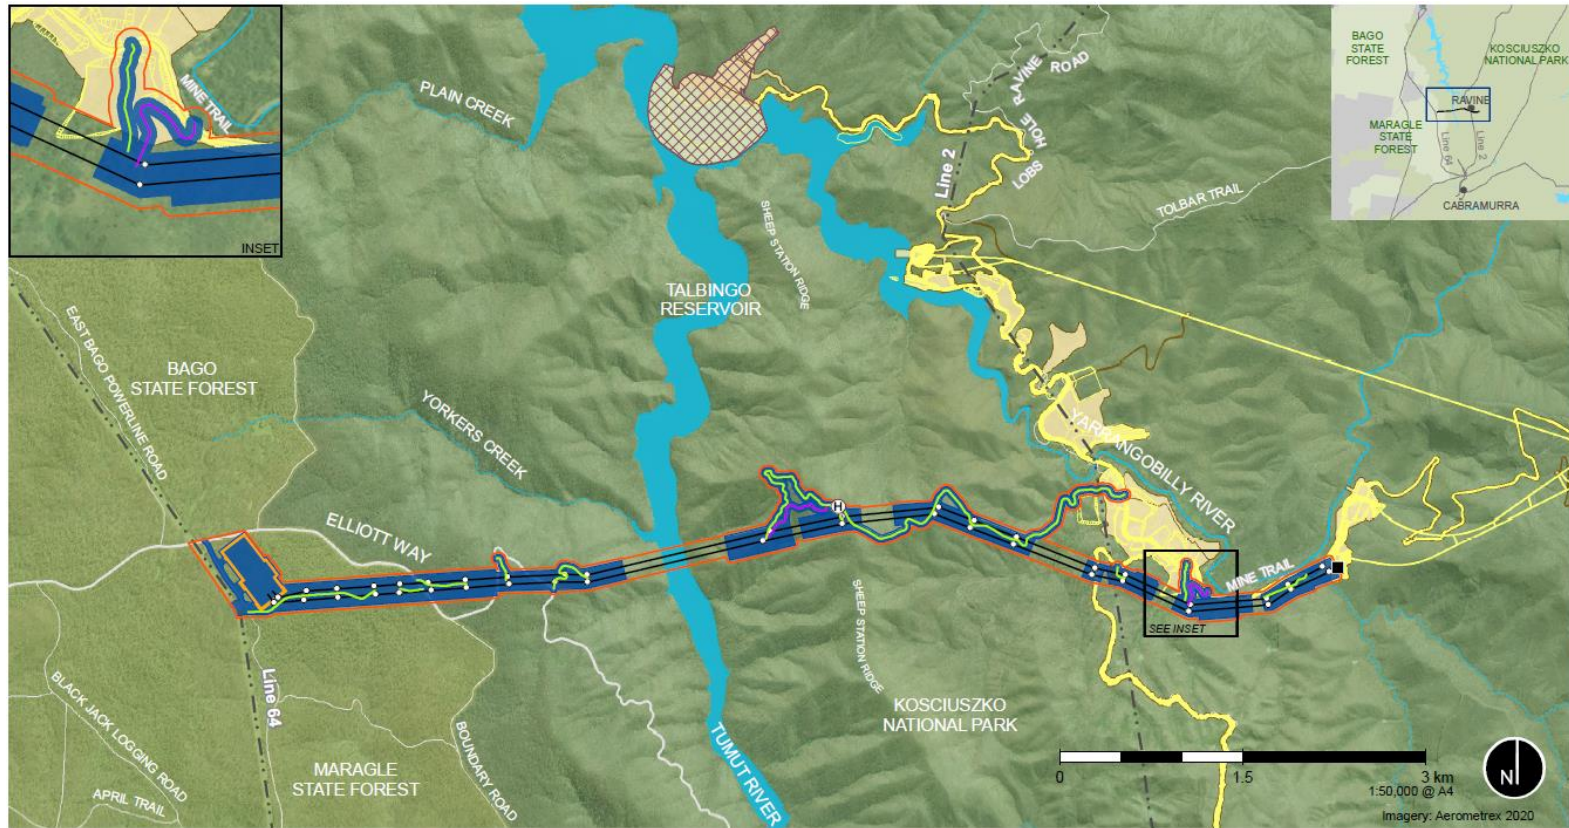 MINE TRAIL
INSET
PLAIN CREEK
Line 2
LOBS
HOLE
RAVINE
ROAD
BAGO
STATE
FOREST
KOSCIUSZKO
NATIONAL PARK
RAVINE
MARAGLE
STATE
FOREST
Line 64
Line 2
CABRAMURRA
TOLBAR TRAIL
SHEEP STATION RIDGE
TALBINGO
RESERVOIR
EAST BAGO POWERLINE ROAD
BAGO
STATE FOREST
YORKERS CREEK
YARRANGOBILLY RIVER
ELLIOTT WAY
H
MINE TRAIL
SEE INSET
SHEEP STATION RIDGE
BLACK JACK LOGGING ROAD
Line 64
KOSCIUSZKO
NATIONAL PARK
TUMUT RIVER
BOUNDARY ROAD
MARAGLE
STATE FOREST
APRIL TRAIL
0 1.5 3 km
1:50,000 @ A4
N
Imagery: Aerometrex 2020